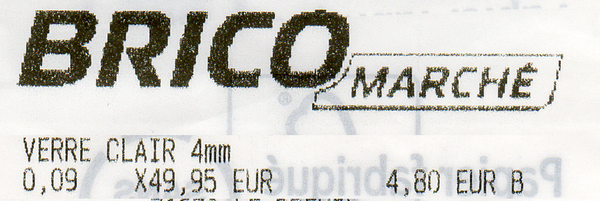 BRICO MARCHÉ
VERRE CLAIR 4mm
0,09 X49,95 EUR 4,80 EUR B